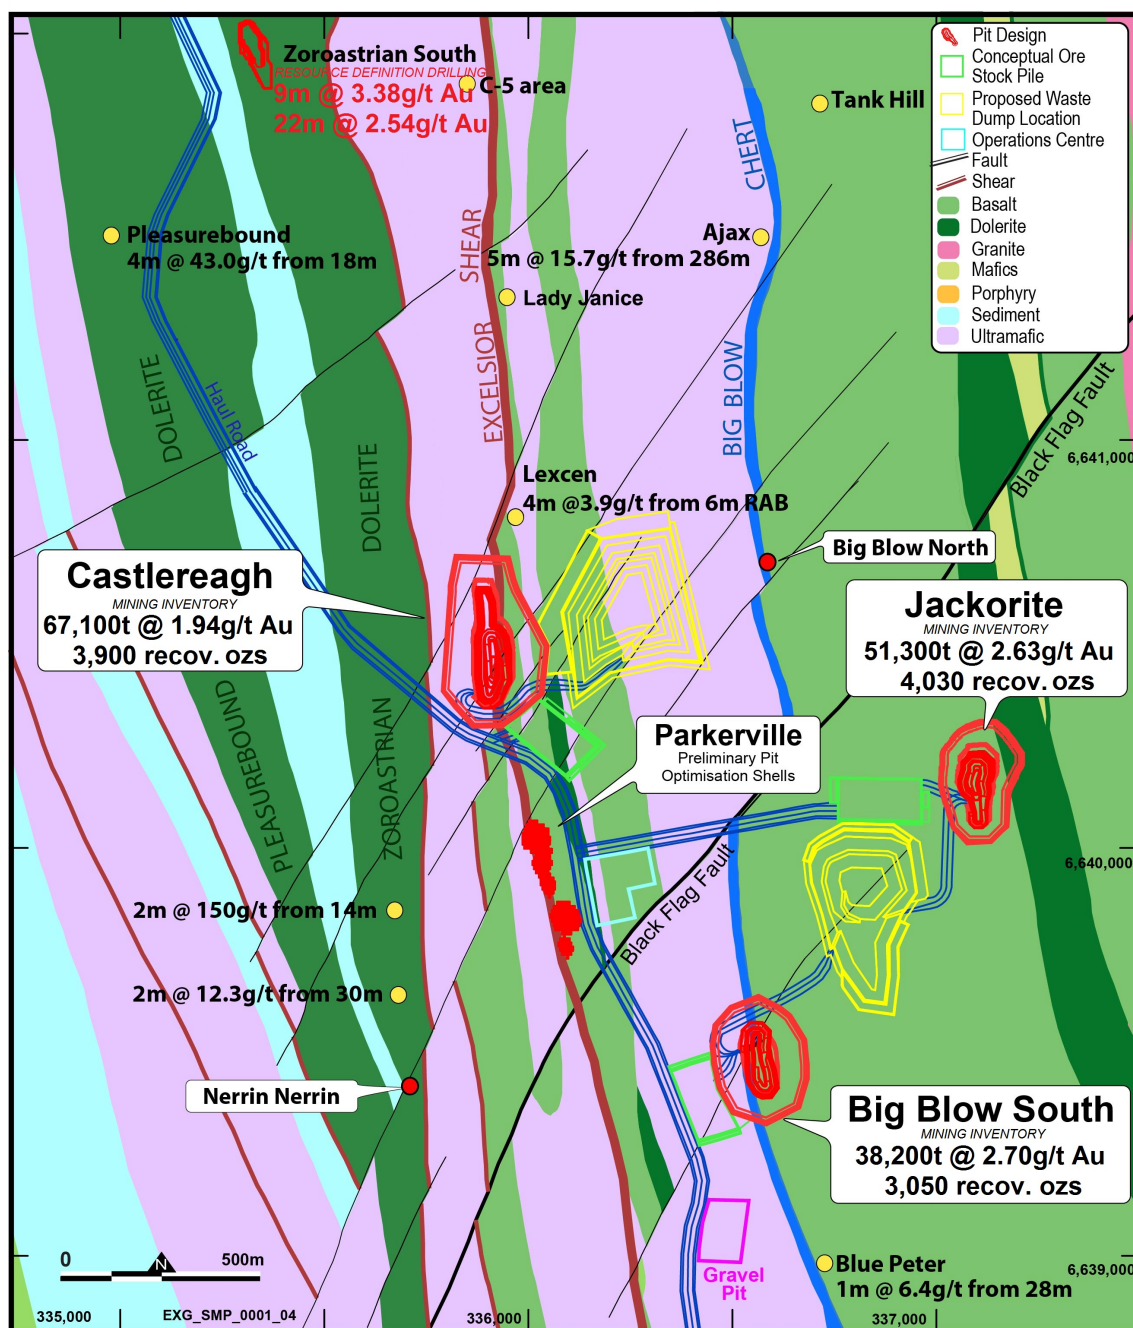 Zoroastrian South
RESOURCE DEFINITION DRILLING
9m @ 3.38g/t Au
22m @ 2.54g/t Au
C-5 area
Tank Hill
Pit Design
Conceptual Ore
Stock Pile
Proposed Waste
Dump Location
Operations Centre
Fault
Shear
Basalt
Dolerite
Granite
Mafics
Porphyry
Sediment
Ultramafic
CHERT
BIG BLOW
SHEAR
EXCELSIOR
Pleasurebound
4m @ 43.0g/t from 18m
Ajax
5m @ 15.7g/t from 286m
Lady Janice
DOLERITE
Haul Road
DOLERITE
Black Flag Fault
6,641,000
Lexcen
4m @3.9g/t from 6m RAB
Big Blow North
Castlereagh
MINING INVENTORY
67,100t @ 1.94g/t Au
3,900 recov. ozs
Jackorite
MINING INVENTORY
51,300t @ 2.63g/t Au
4,030 recov. ozs
Parkerville
Preliminary Pit
Optimisation Shells
PLEASUREBOUND
ZOROASTRIAN
6,640,000
Black Flag Fault
2m @ 150g/t from 14m
2m @ 12.3g/t from 30m
Nerrin Nerrin
Big Blow South
MINING INVENTORY
38,200t @ 2.70g/t Au
3,050 recov. ozs
Gravel
Pit
Blue Peter
1m @ 6.4g/t from 28m
6,639,000
0
N
500m
335,000
EXG_SMP_0001_04
336,000
337,000